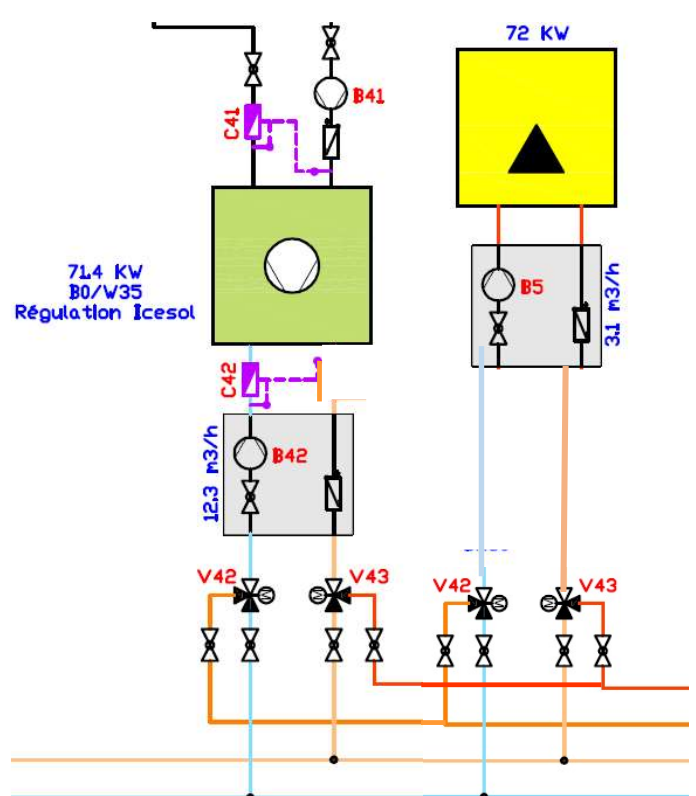 72 KW
B41
C41
71.4 KW
B0/W35
Régulation Icesol
B5
3.1 m3/h
C42
B42
12.3 m3/h
V42
V43
V42
V43
M
M
M
M